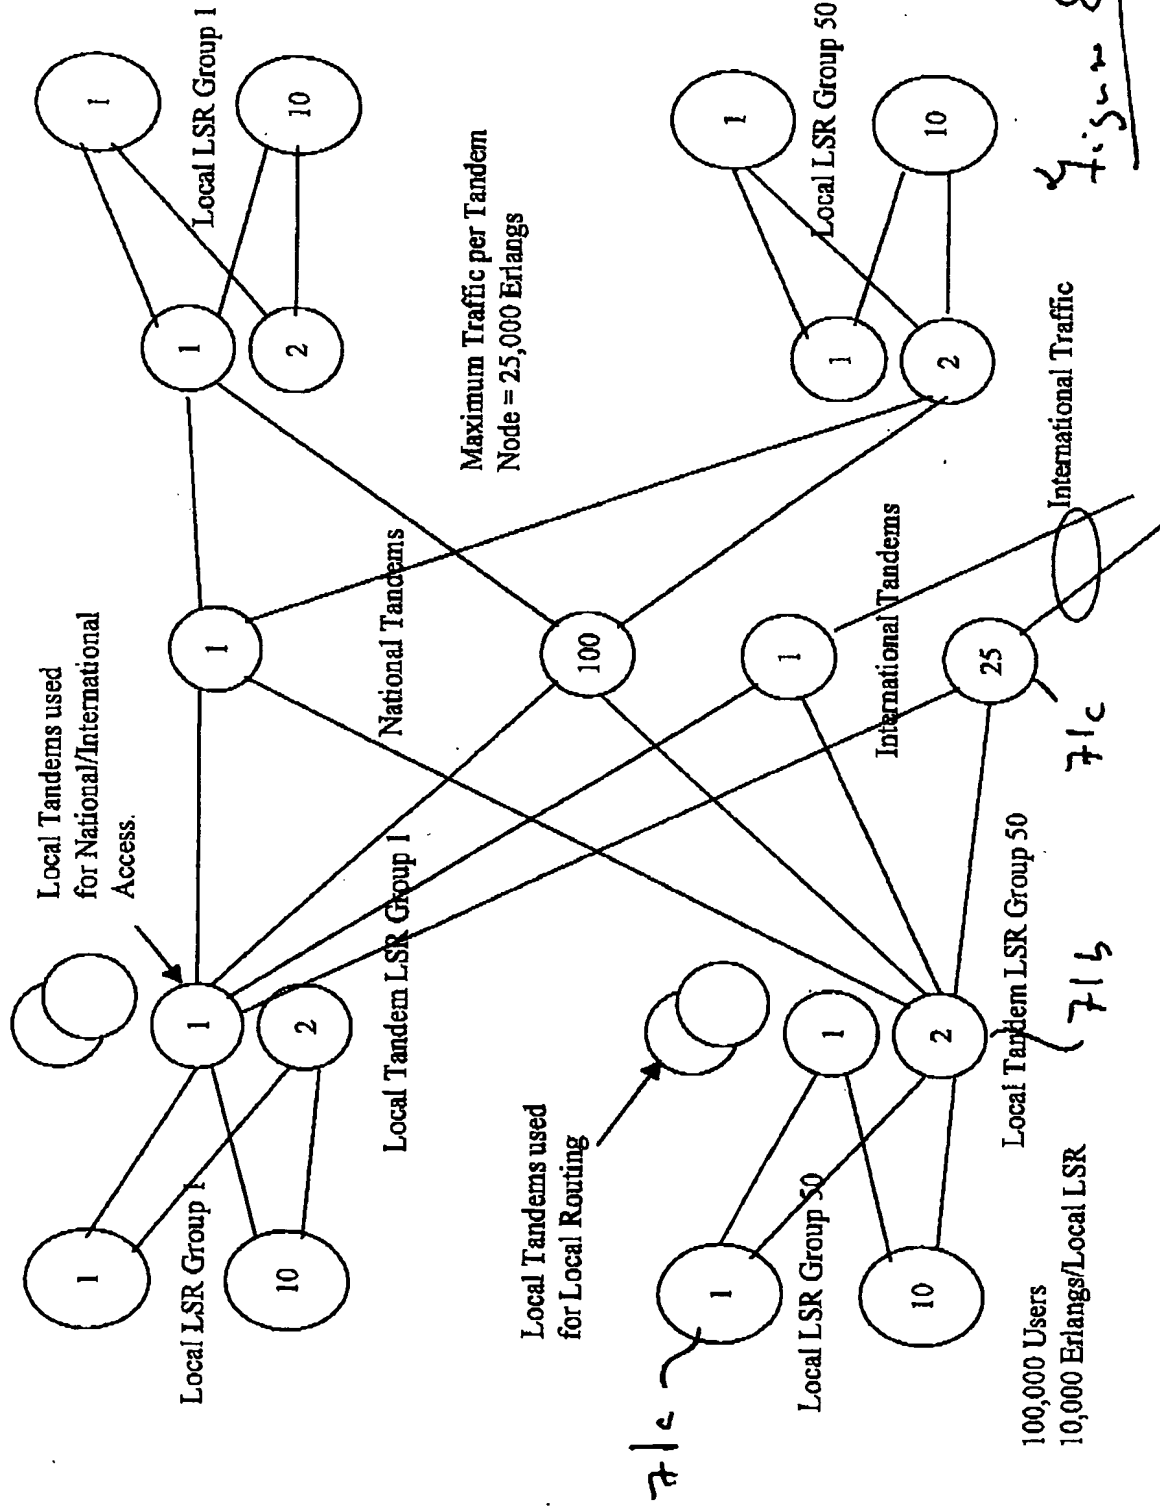 Local Tandems used
for National/International
Access.
1
Local LSR Group 1
10
1
2
Local Tandem LSR Group 1
1
National Tandems
100
1
2
1
Local LSR Group 1
10
Maximum Traffic per Tandem
Node = 25,000 Erlangs
Local Tandems used
for Local Routing
71a
1
Local LSR Group 50
10
1
2
Local Tandem LSR Group 50
71b
1
International Tandems
25
71c
International Traffic
1
2
1
Local LSR Group 50
10
100,000 Users
10,000 Erlangs/Local LSR
Figure 8